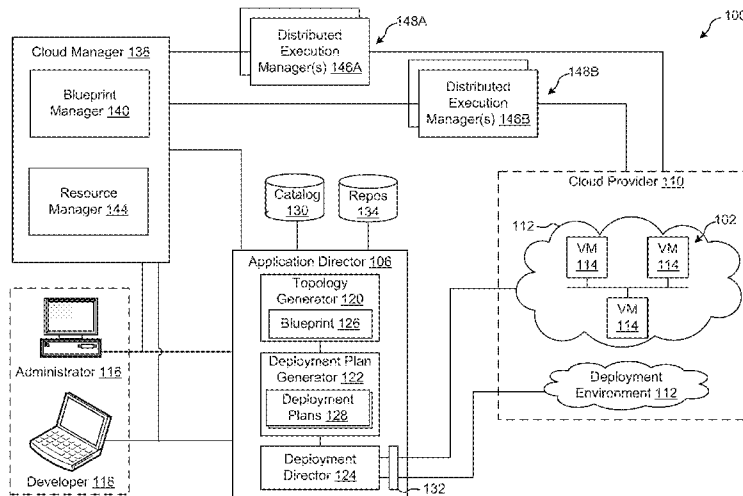 100
148A
Cloud Manager 138
Distributed
Execution
Manager(s) 146A
148B
Blueprint
Manager
140
Distributed
Execution
Manager(s) 146B
Resource
Manager 144
Catalog
130
Repos
134
Cloud Provider 110
112
102
VM
114
VM
114
VM
114
Application Director 106
Topology
Generator 120
Blueprint 126
Administrator 116
Deployment Plan
Generator 122
Deployment
Plans 128
Deployment
Environment 112
Developer 118
Deployment
Director 124
132